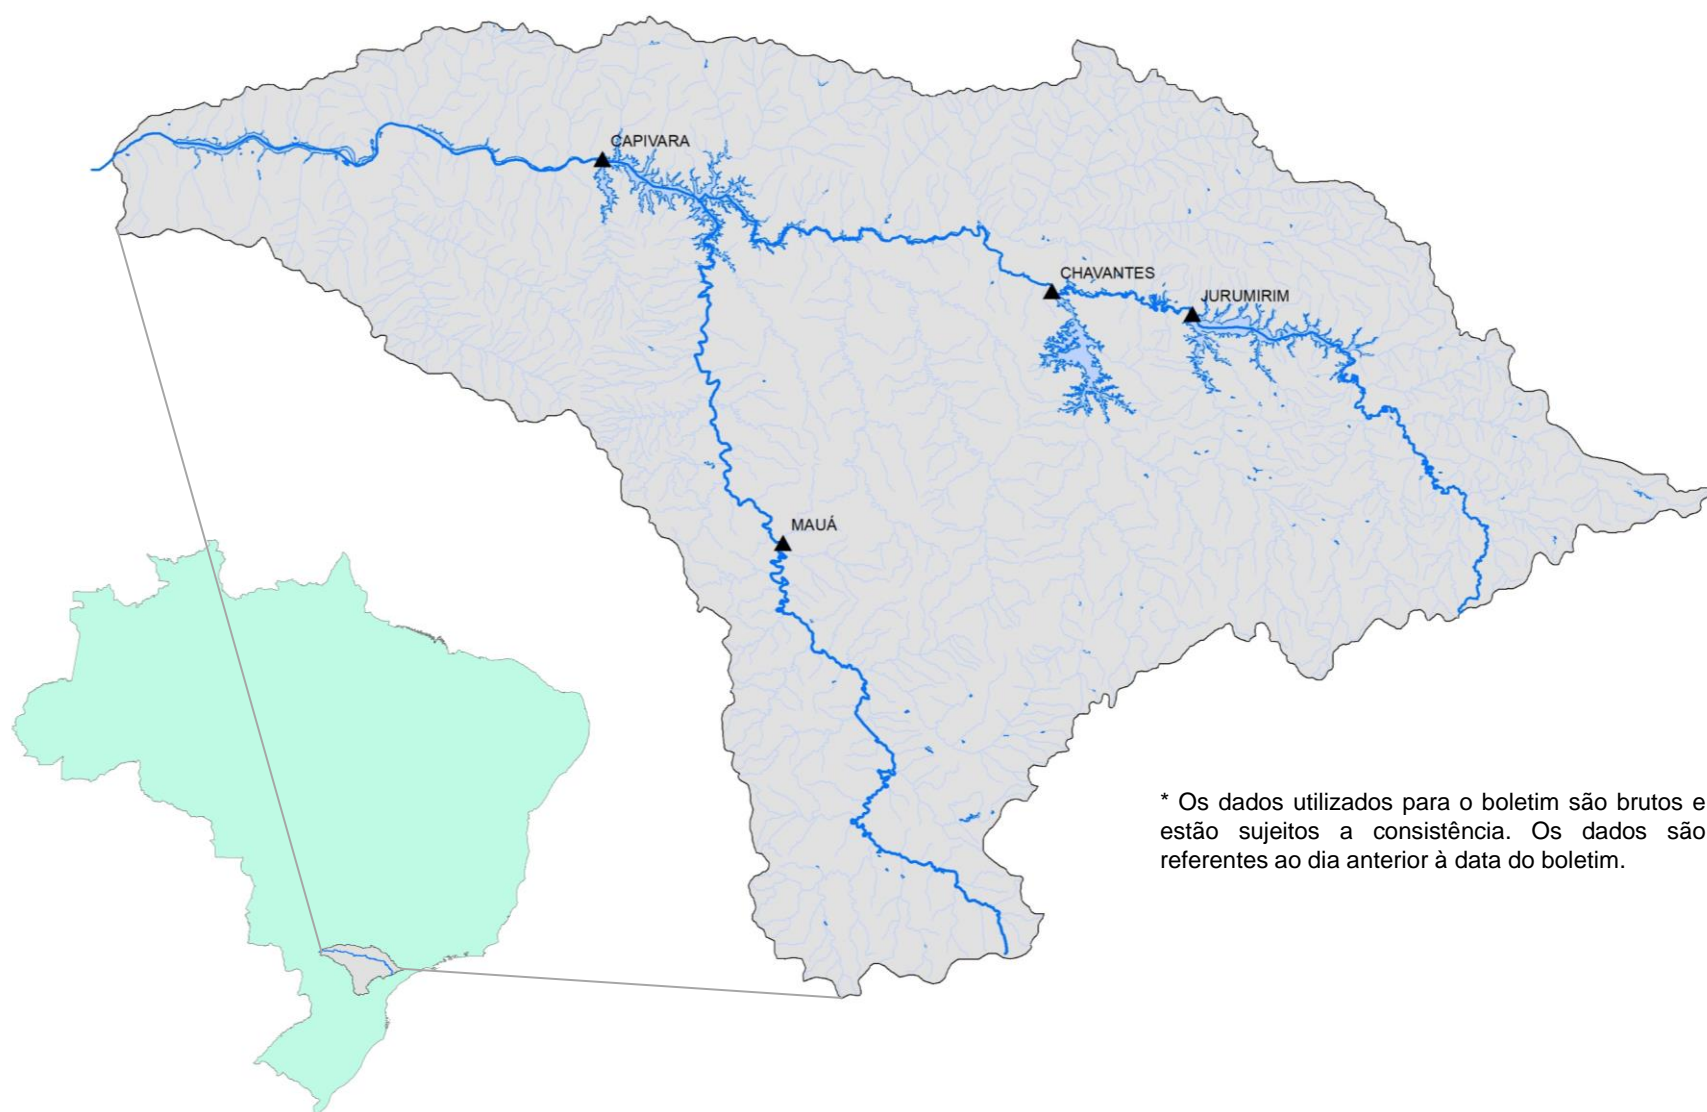 CAPIVARA
CHAVANTES
JURUMIRIM
MAUÁ
* Os dados utilizados para o boletim são brutos e
estão sujeitos a consistência. Os dados são
referentes ao dia anterior à data do boletim.